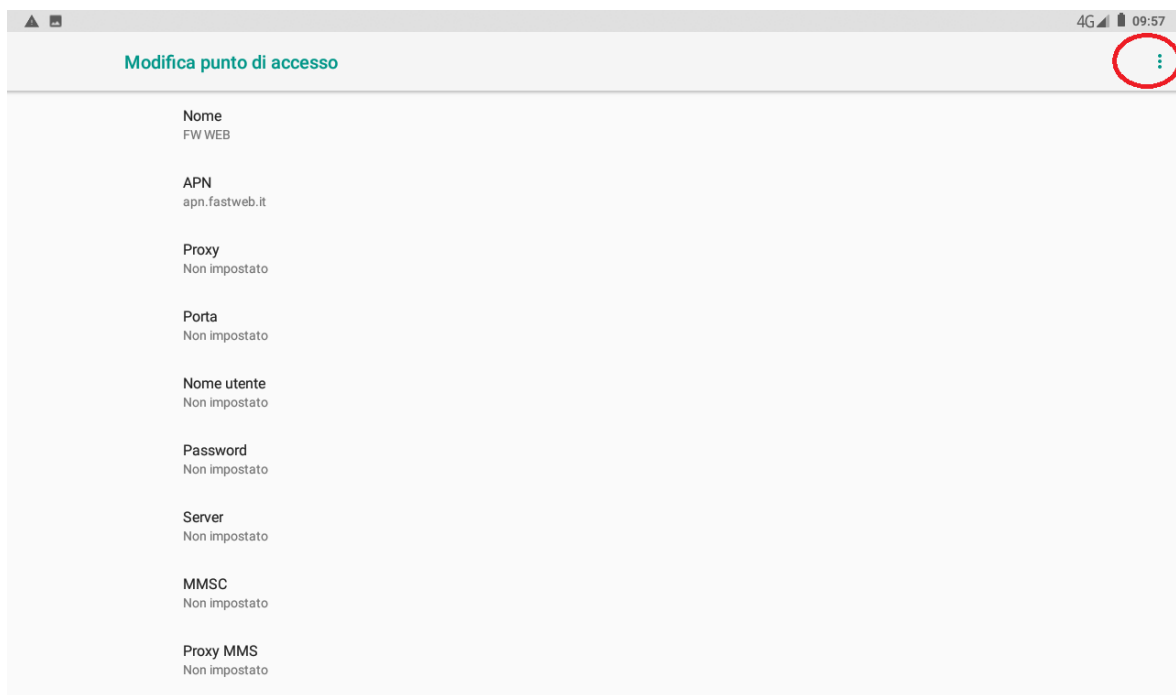 4G 09:57
Modifica punto di accesso
Nome
FW WEB
APN
apn.fastweb.it
Proxy
Non impostato
Porta
Non impostato
Nome utente
Non impostato
Password
Non impostato
Server
Non impostato
MMSC
Non impostato
Proxy MMS
Non impostato